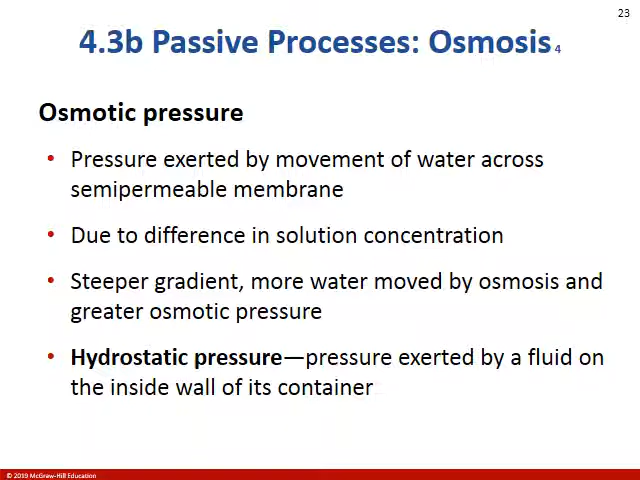 23
4.3b Passive Processes: Osmosis 4
Osmotic pressure
• Pressure exerted by movement of water across
semipermeable membrane
• Due to difference in solution concentration
• Steeper gradient, more water moved by osmosis and
greater osmotic pressure
• Hydrostatic pressure—pressure exerted by a fluid on
the inside wall of its container
© 2019 McGraw-Hill Education